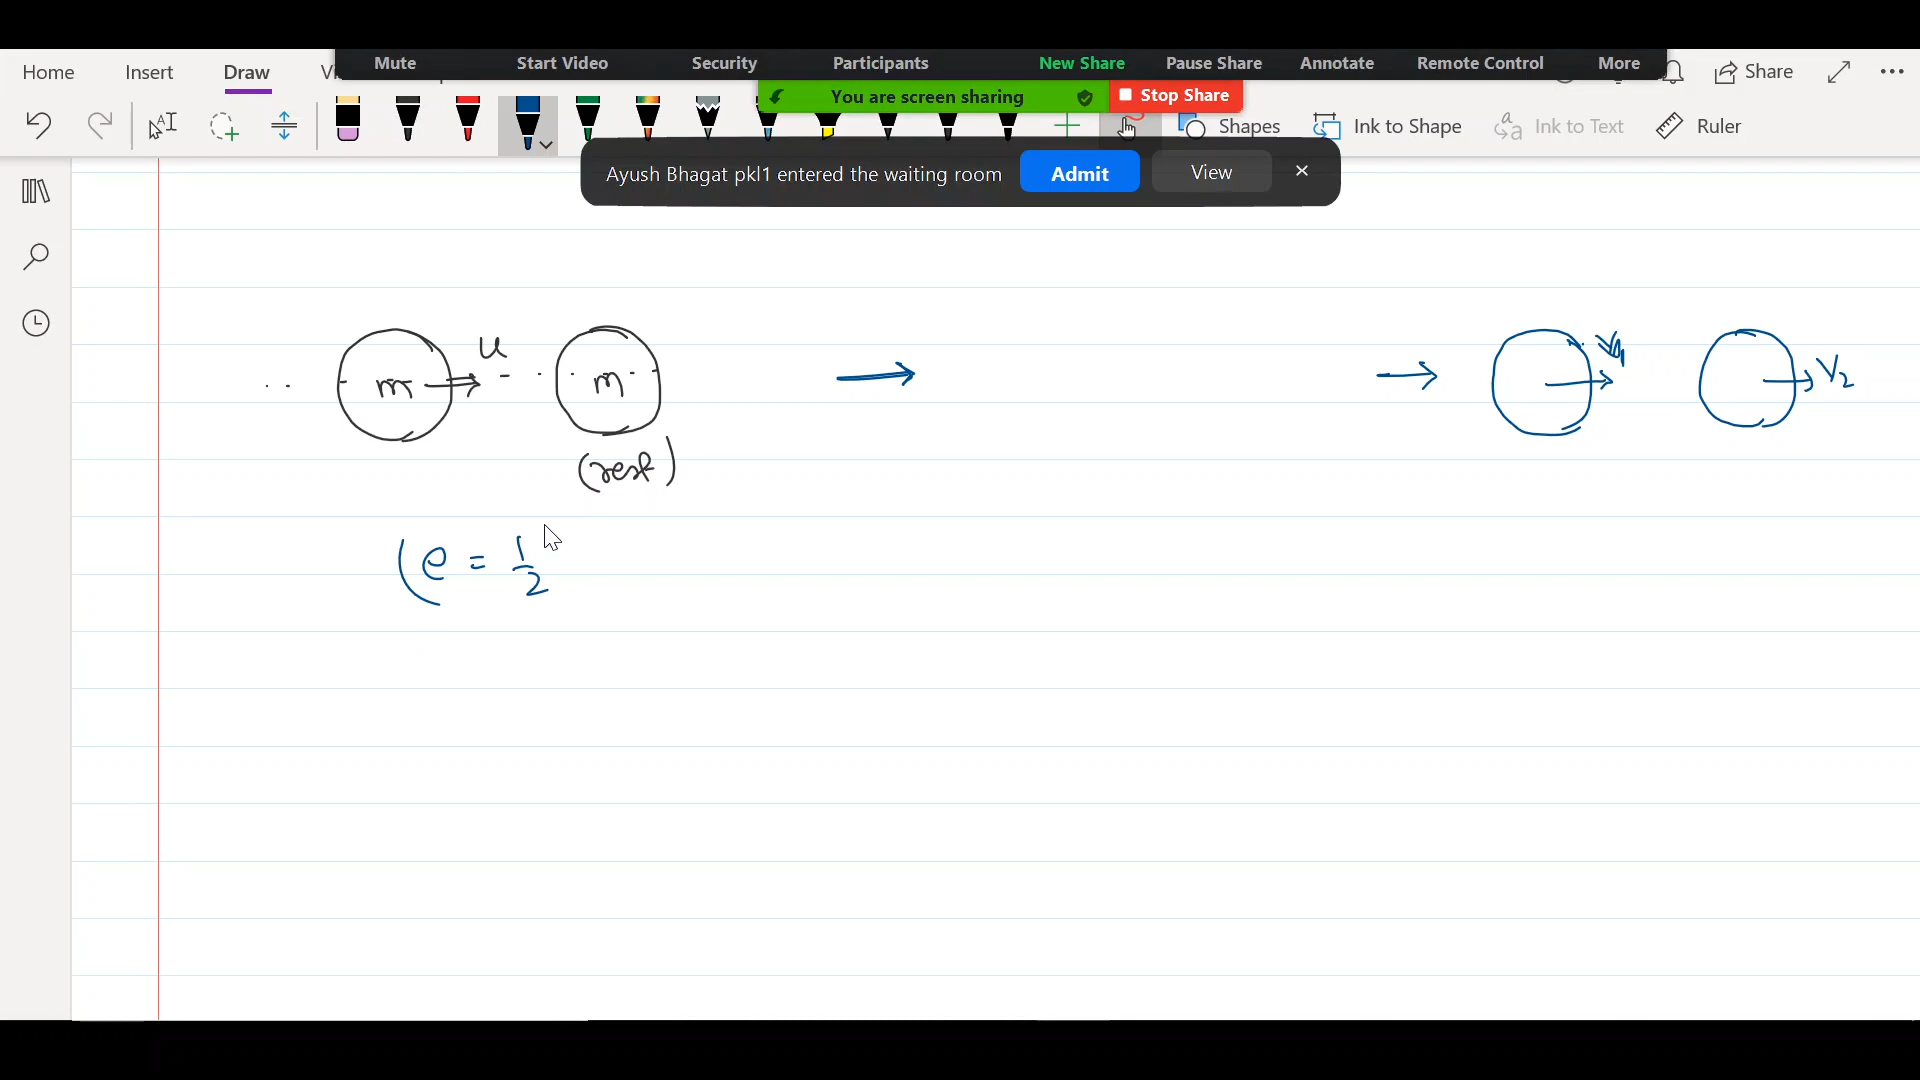 Mute Start Video Security Participants New Share Pause Share Annotate Remote Control More
Home Insert Draw Share
You are screen sharing Stop Share
Shapes Ink to Shape Ink to Text Ruler
Ayush Bhagat pkl1 entered the waiting room Admit View
m u m
V1 V2
(rest)
(e = 1/2